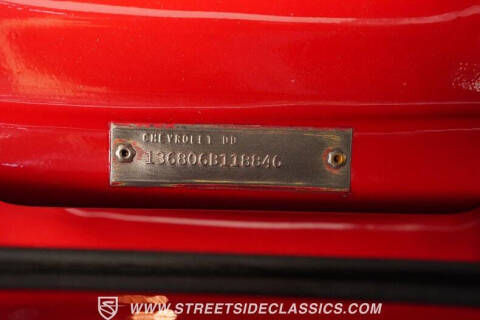 CHEVROLET DD
136806B118846
WWW.STREETSIDECLASSICS.COM